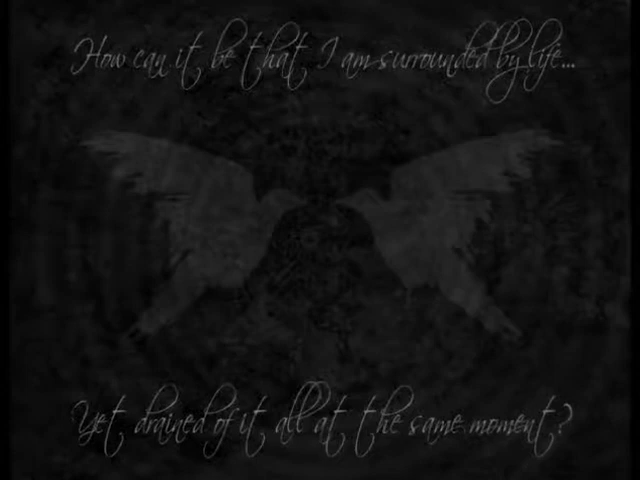 How can it be that I am surrounded by life...
Yet drained of it all at the same moment?